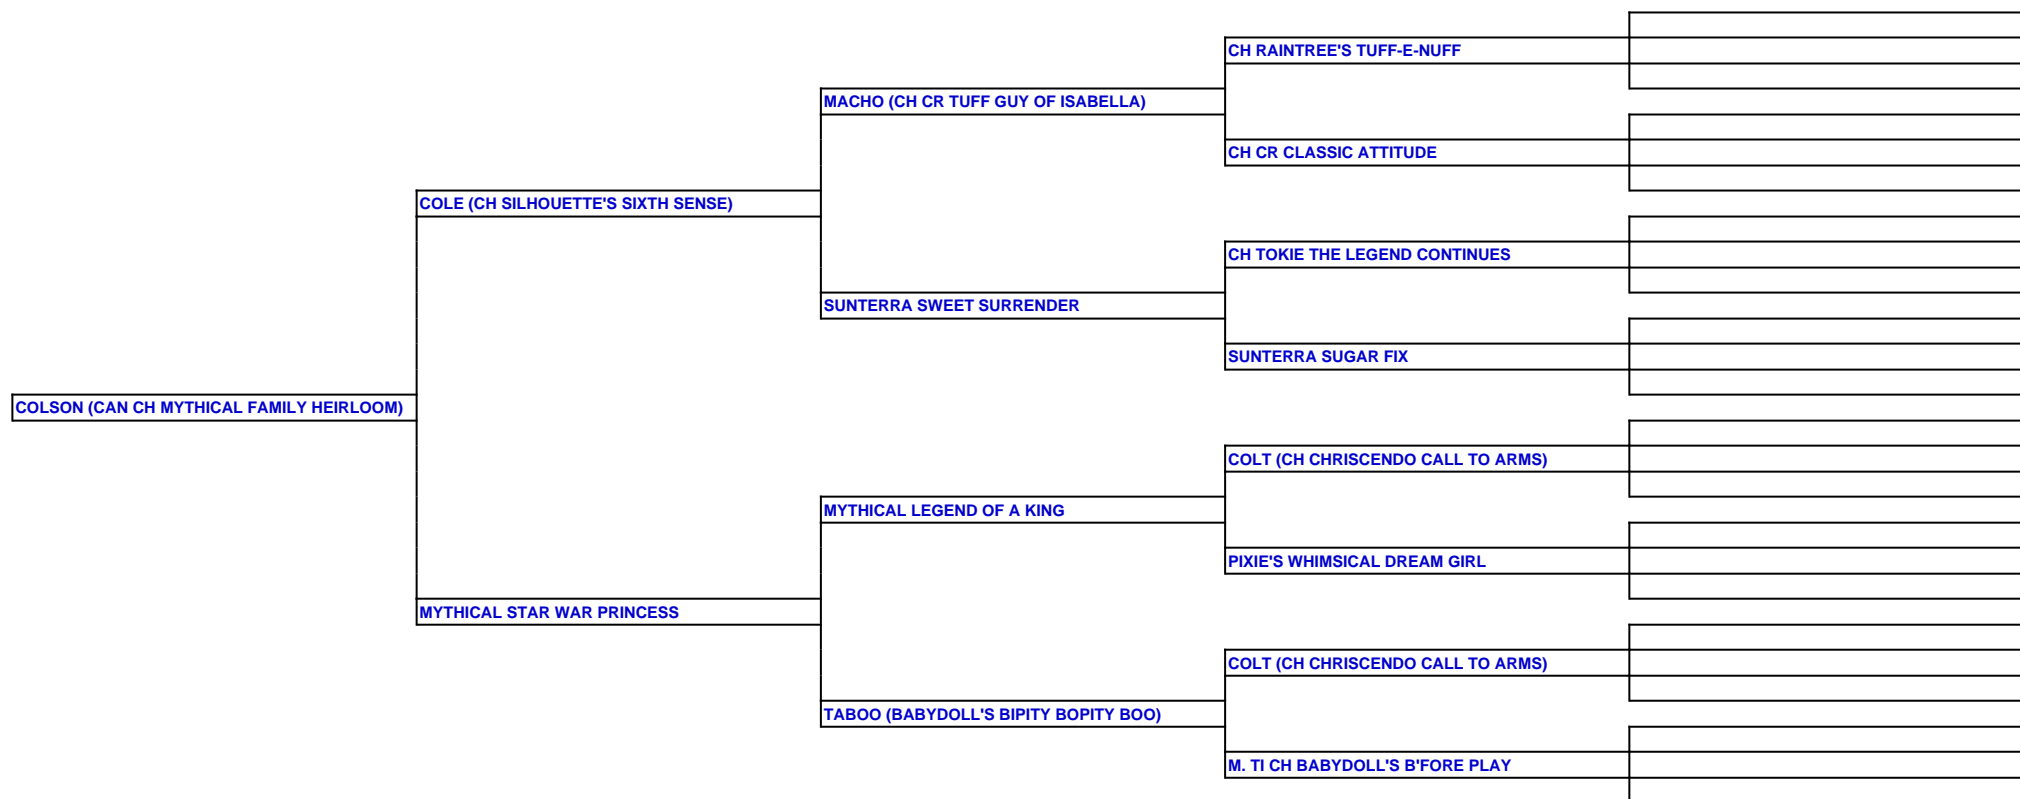 CH RAINTREE'S TUFF-E-NUFF
MACHO (CH CR TUFF GUY OF ISABELLA)
CH CR CLASSIC ATTITUDE
COLE (CH SILHOUETTE'S SIXTH SENSE)
CH TOKIE THE LEGEND CONTINUES
SUNTERRA SWEET SURRENDER
SUNTERRA SUGAR FIX
COLSON (CAN CH MYTHICAL FAMILY HEIRLOOM)
COLT (CH CHRISCENDO CALL TO ARMS)
MYTHICAL LEGEND OF A KING
PIXIE'S WHIMSICAL DREAM GIRL
MYTHICAL STAR WAR PRINCESS
COLT (CH CHRISCENDO CALL TO ARMS)
TABOO (BABYDOLL'S BIPITY BOPITY BOO)
M. TI CH BABYDOLL'S B'FORE PLAY